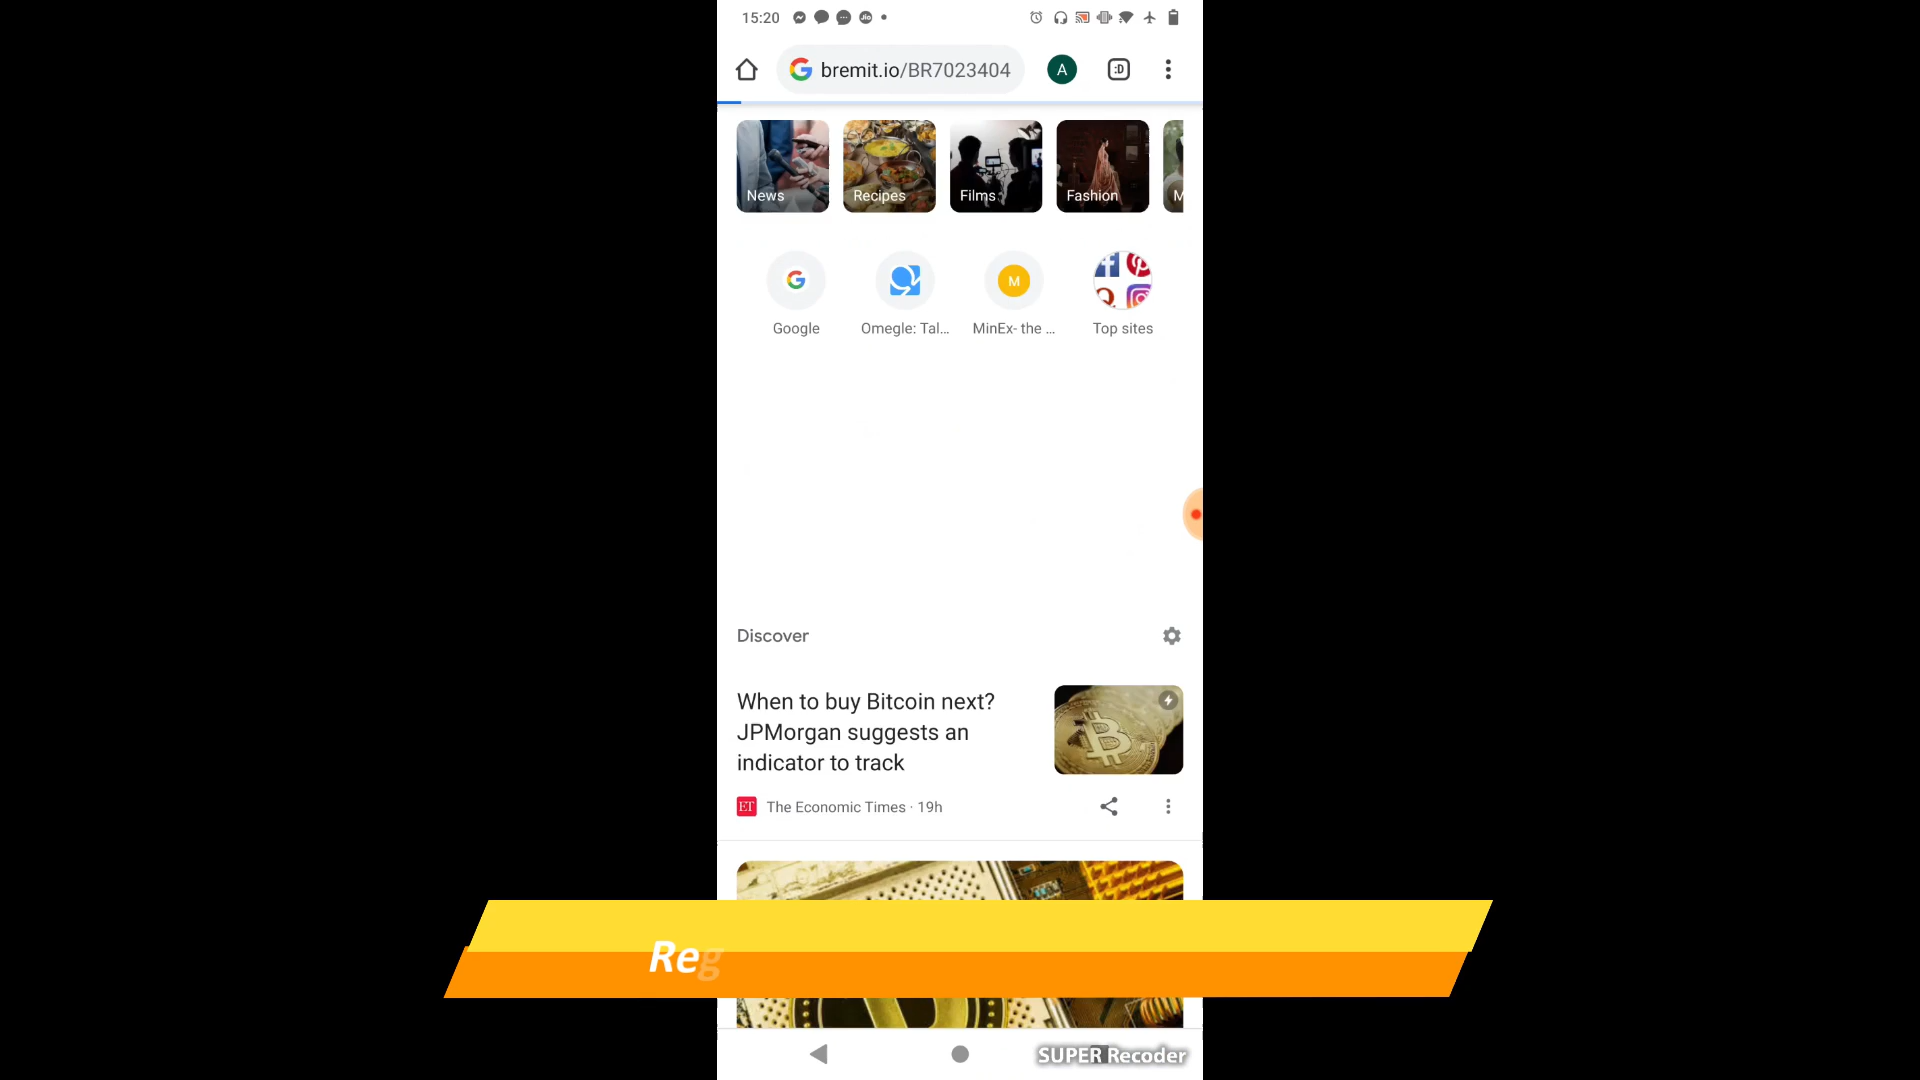 15:20
bremit.io/BR7023404
A
:D
News
Recipes
Films
Fashion
M
M
Google
Omegle: Tal...
MinEx- the ...
Top sites
Discover
When to buy Bitcoin next?
JPMorgan suggests an
indicator to track
ET The Economic Times · 19h
Reg
SUPER Recoder